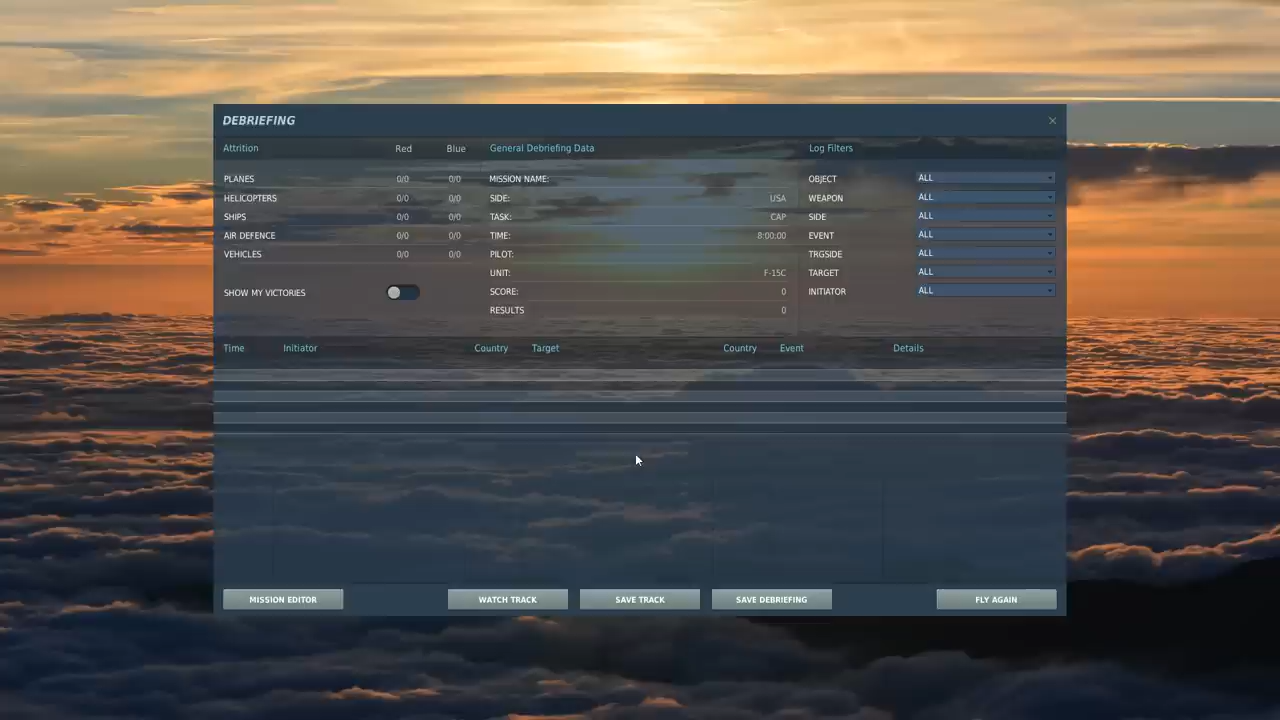 DEBRIEFING
Attrition Red Blue General Debriefing Data Log Filters
PLANES 0/0 0/0 MISSION NAME: OBJECT ALL
HELICOPTERS 0/0 0/0 SIDE: USA WEAPON ALL
SHIPS 0/0 0/0 TASK: CAP SIDE ALL
AIR DEFENCE 0/0 0/0 TIME: 8:00:00 EVENT ALL
VEHICLES 0/0 0/0 PILOT: TRGSIDE ALL
UNIT: F-15C TARGET ALL
SHOW MY VICTORIES SCORE: 0 INITIATOR ALL
RESULTS 0
Time Initiator Country Target Country Event Details
MISSION EDITOR WATCH TRACK SAVE TRACK SAVE DEBRIEFING FLY AGAIN